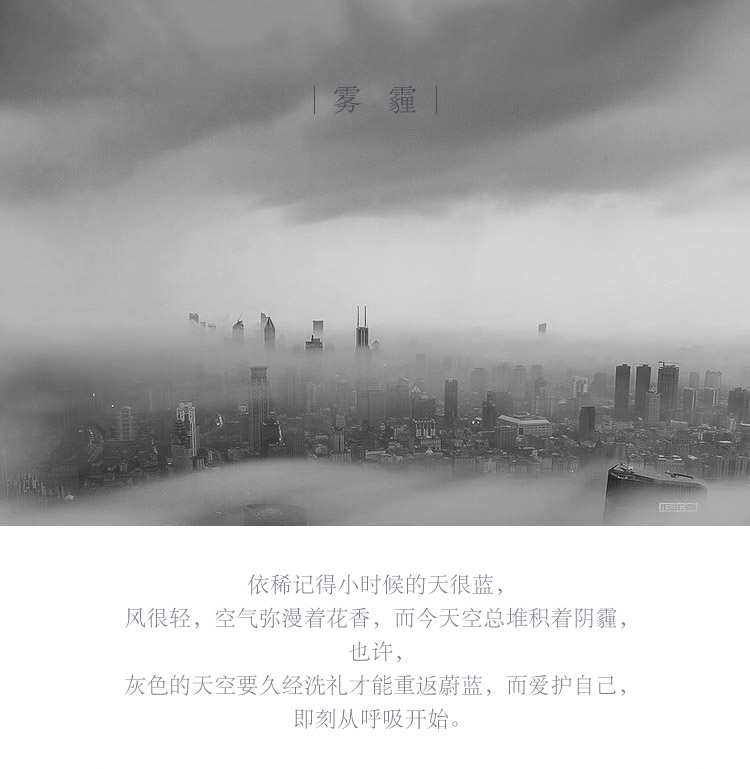 ｜雾 霾｜
依稀记得小时候的天很蓝，
风很轻，空气弥漫着花香，而今天空总堆积着阴霾，
也许，
灰色的天空要久经洗礼才能重返蔚蓝，而爱护自己，
即刻从呼吸开始。